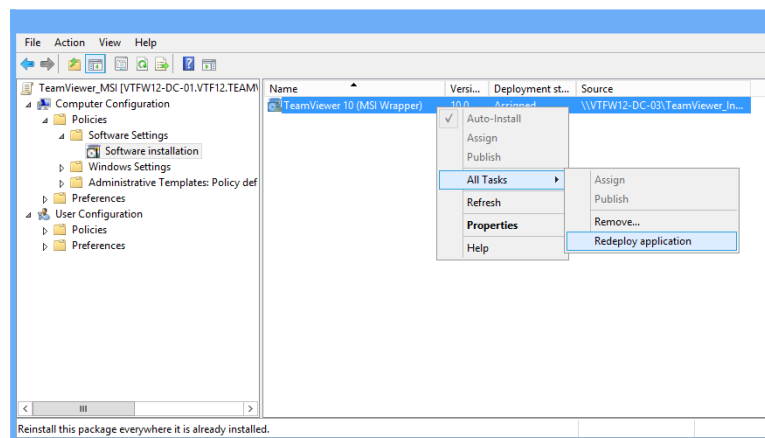 File Action View Help
TeamViewer_MSI [VTFW12-DC-01.VTF12.TEAMV
Computer Configuration
Policies
Software Settings
Software installation
Windows Settings
Administrative Templates: Policy def
Preferences
User Configuration
Policies
Preferences
Name Versi... Deployment st... Source
TeamViewer 10 (MSI Wrapper) 10.0 Assigned \\VTFW12-DC-03\TeamViewer_In...
Auto-Install
Assign
Publish
All Tasks
Refresh
Properties
Help
Assign
Publish
Remove...
Redeploy application
Reinstall this package everywhere it is already installed.